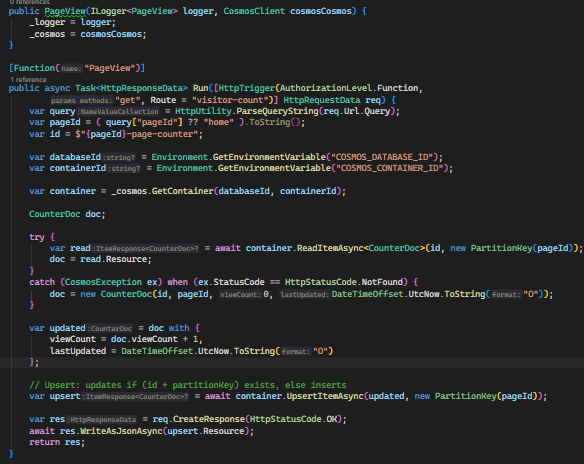 0 references
public PageView(ILogger<PageView> logger, CosmosClient cosmosCosmos) {
_logger = logger;
_cosmos = cosmosCosmos;
}
[Function(name:"PageView")]
1 reference
public async Task<HttpResponseData> Run([HttpTrigger(AuthorizationLevel.Function,
params methods:"get", Route = "visitor-count")] HttpRequestData req) {
var query:NameValueCollection = HttpUtility.ParseQueryString(req.Url.Query);
var pageId = ( query["pageId"] ?? "home" ).ToString();
var id = $"{pageId}-page-counter";
var databaseId:string? = Environment.GetEnvironmentVariable("COSMOS_DATABASE_ID");
var containerId:string? = Environment.GetEnvironmentVariable("COSMOS_CONTAINER_ID");
var container = _cosmos.GetContainer(databaseId, containerId);
CounterDoc doc;
try {
var read:ItemResponse<CounterDoc>? = await container.ReadItemAsync<CounterDoc>(id, new PartitionKey(pageId));
doc = read.Resource;
}
catch (CosmosException ex) when (ex.StatusCode == HttpStatusCode.NotFound) {
doc = new CounterDoc(id, pageId, viewCount:0, lastUpdated:DateTimeOffset.UtcNow.ToString(format:"O"));
}
var updated:CounterDoc = doc with {
viewCount = doc.viewCount + 1,
lastUpdated = DateTimeOffset.UtcNow.ToString(format:"O")
};
// Upsert: updates if (id + partitionKey) exists, else inserts
var upsert:ItemResponse<CounterDoc>? = await container.UpsertItemAsync(updated, new PartitionKey(pageId));
var res:HttpResponseData = req.CreateResponse(HttpStatusCode.OK);
await res.WriteAsJsonAsync(upsert.Resource);
return res;
}